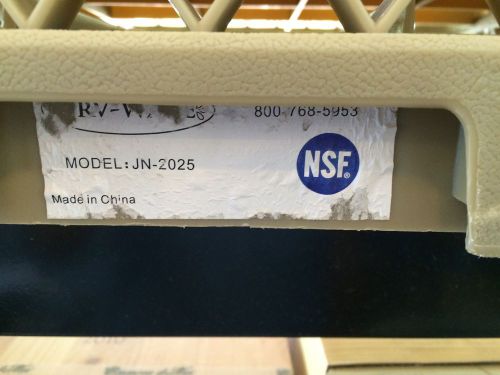 800-768-5953
MODEL: JN-2025
NSF®
Made in China